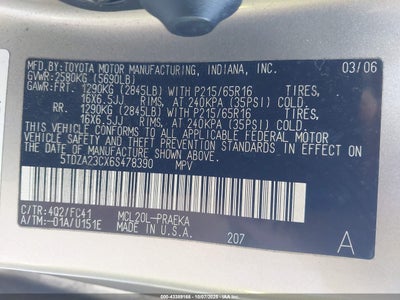 MFD. BY: TOYOTA MOTOR MANUFACTURING, INDIANA, INC. 03/06
GVWR: 2580KG (5690LB)
GAWR: FRT. 1290KG (2845LB) WITH P215/65R16 TIRES,
16X6.5JJ RIMS, AT 240KPA (35PSI) COLD.
RR. 1290KG (2845LB) WITH P215/65R16 TIRES,
16X6.5JJ RIMS, AT 240KPA (35PSI) COLD.
THIS VEHICLE CONFORMS TO ALL APPLICABLE FEDERAL MOTOR
VEHICLE SAFETY AND THEFT PREVENTION STANDARDS IN EFFECT ON
THE DATE OF MANUFACTURE SHOWN ABOVE.
5TDZA23CX6S478390 MPV
C/TR: 4Q2/FC41 MCL20L-PRAEKA
A/TM: -01A/U151E MADE IN U.S.A. 207 A
© 2025, IAA Holdings, LLC